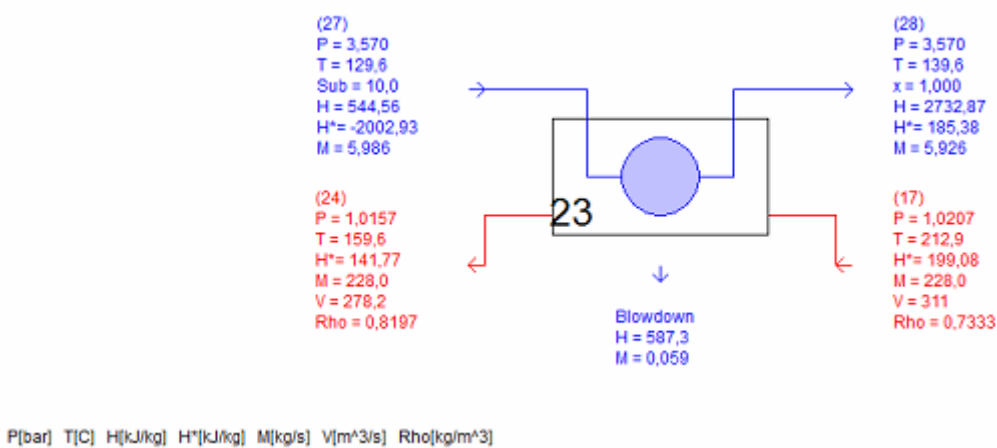 (27)
P = 3,570
T = 129,6
Sub = 10,0
H = 544,56
H*= -2002,93
M = 5,986
(28)
P = 3,570
T = 139,6
x = 1,000
H = 2732,87
H*= 185,38
M = 5,926
(24)
P = 1,0157
T = 159,6
H*= 141,77
M = 228,0
V = 278,2
Rho = 0,8197
23
(17)
P = 1,0207
T = 212,9
H*= 199,08
M = 228,0
V = 311
Rho = 0,7333
Blowdown
H = 587,3
M = 0,059
P[bar] T[C] H[kJ/kg] H*[kJ/kg] M[kg/s] V[m^3/s] Rho[kg/m^3]